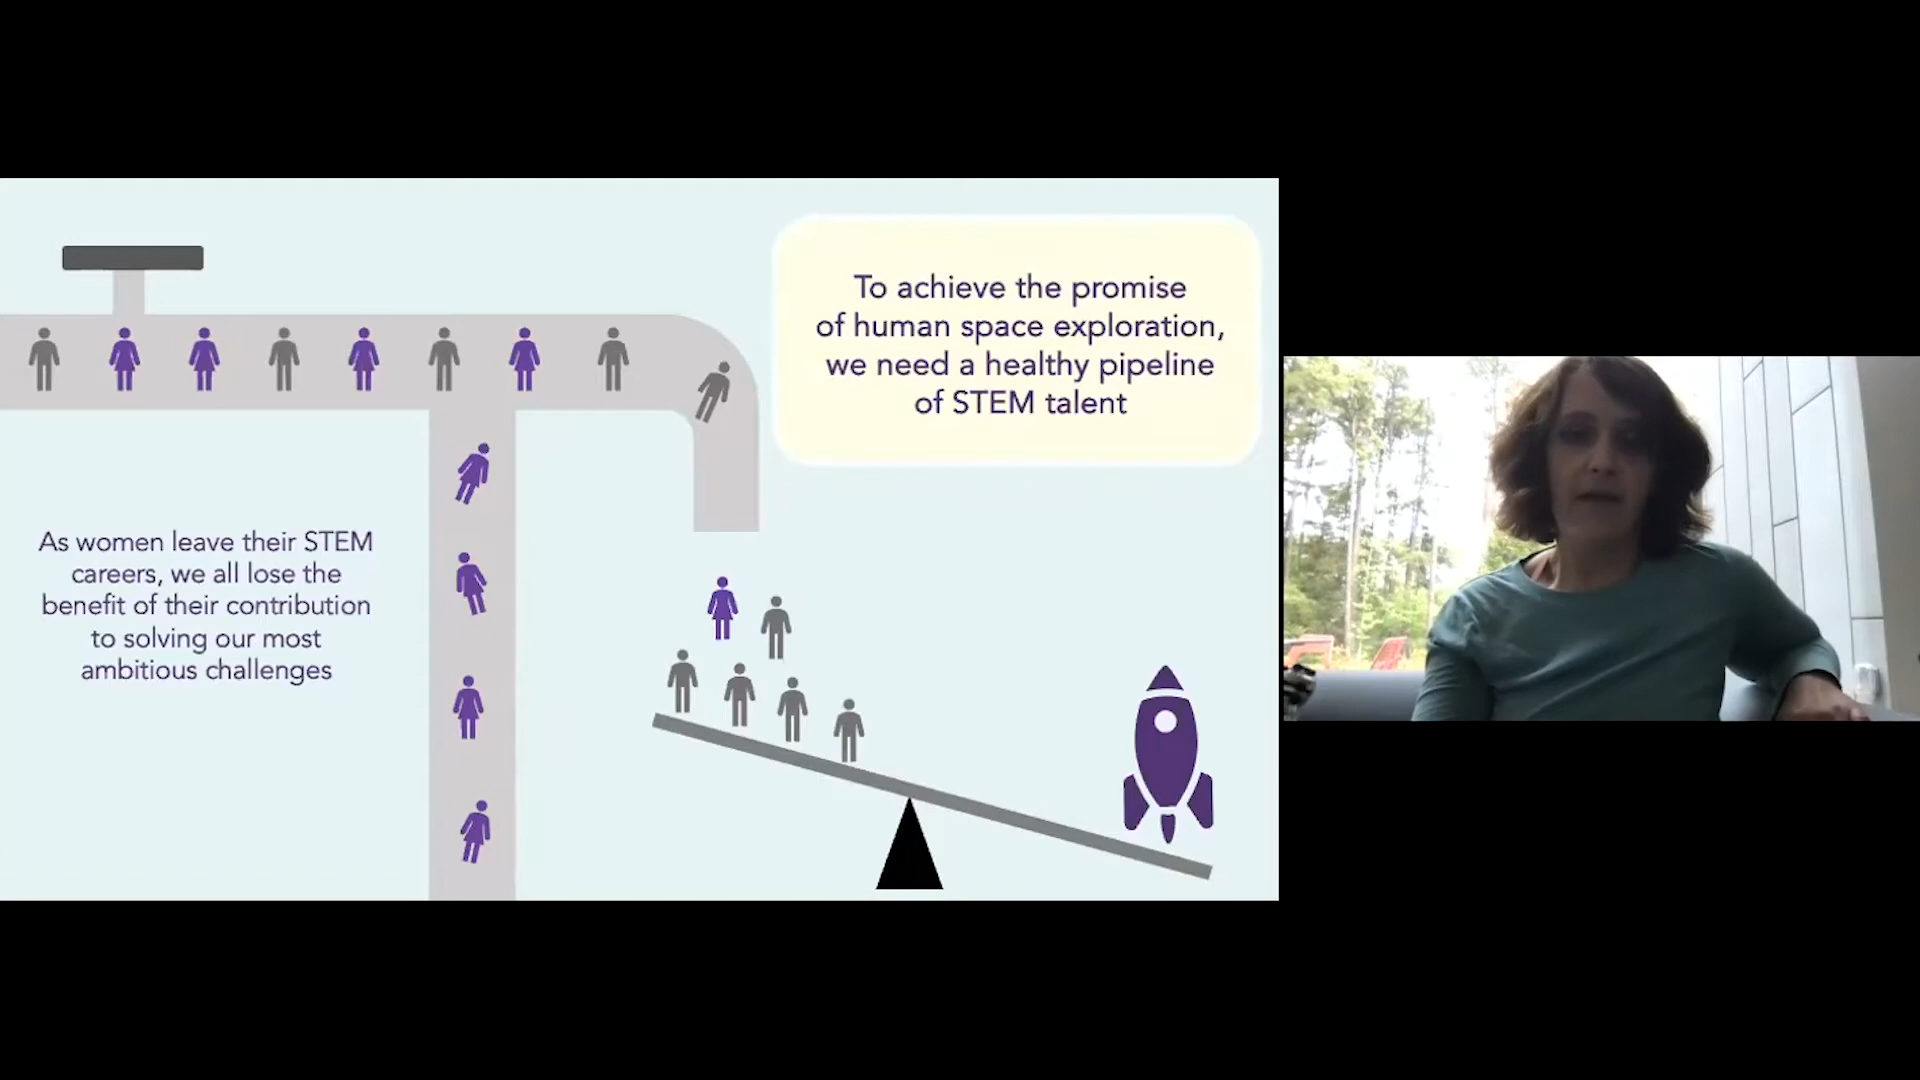 To achieve the promise
of human space exploration,
we need a healthy pipeline
of STEM talent
As women leave their STEM
careers, we all lose the
benefit of their contribution
to solving our most
ambitious challenges